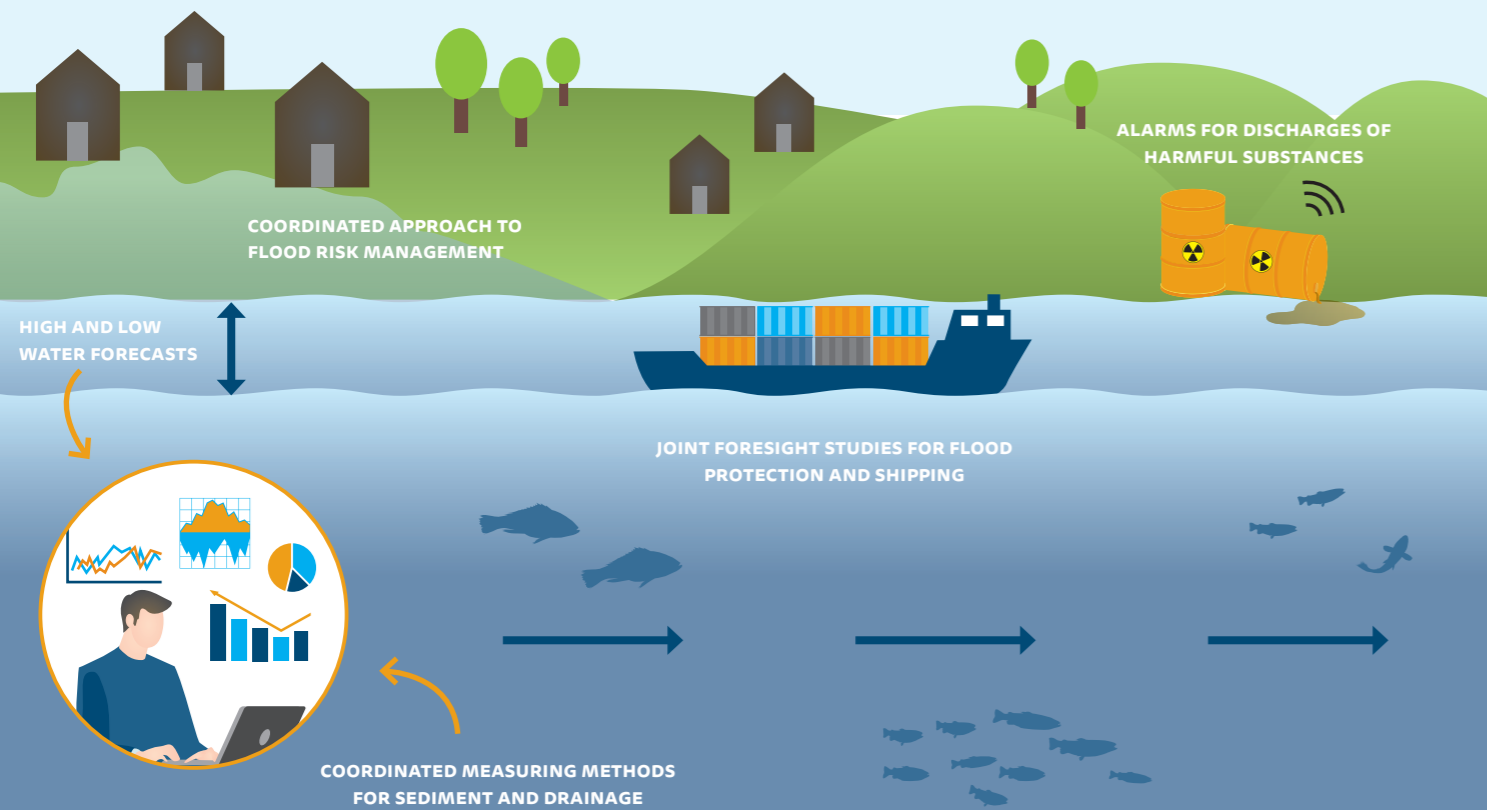 ALARMS FOR DISCHARGES OF
HARMFUL SUBSTANCES
COORDINATED APPROACH TO
FLOOD RISK MANAGEMENT
HIGH AND LOW
WATER FORECASTS
JOINT FORESIGHT STUDIES FOR FLOOD
PROTECTION AND SHIPPING
COORDINATED MEASURING METHODS
FOR SEDIMENT AND DRAINAGE